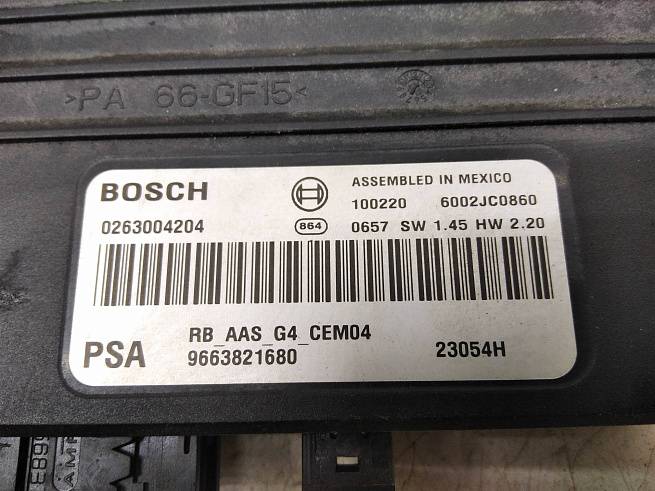 >PA 66-GF15<
BOSCH
ASSEMBLED IN MEXICO
100220 6002JC0860
0263004204
864
0657 SW 1.45 HW 2.20
RB_AAS_G4_CEM04
PSA
9663821680
23054H